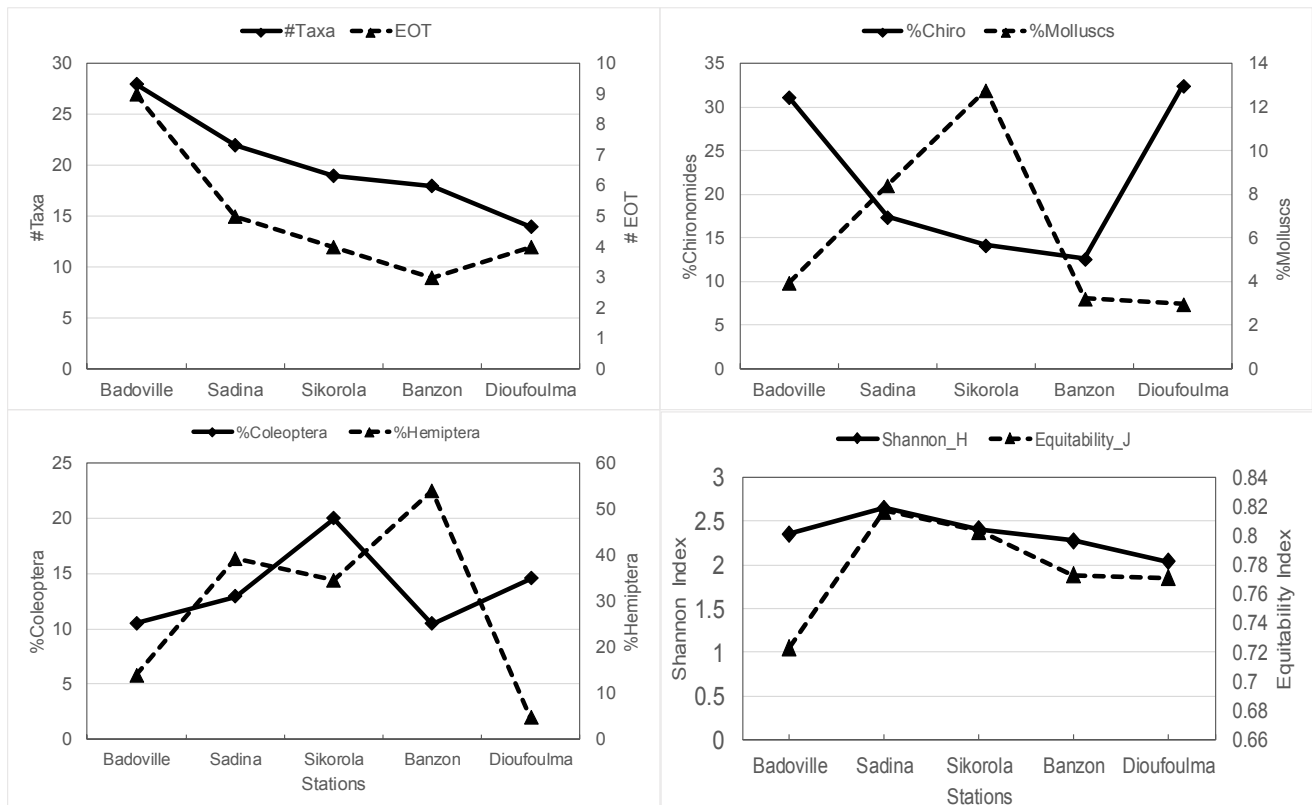 #Taxa EOT
30 10
25 9
20 8
15 7
10 6
5 5
0 4
3
2
1
0
#Taxa
# EOT
Badoville Sadina Sikorola Banzon Dioufoulma
%Chiro %Molluscs
35 14
30 12
25 10
20 8
15 6
10 4
5 2
0 0
%Chironomides
%Molluscs
Badoville Sadina Sikorola Banzon Dioufoulma
%Coleoptera %Hemiptera
25 60
20 50
15 40
10 30
5 20
0 10
0
%Coleoptera
%Hemiptera
Badoville Sadina Sikorola Banzon Dioufoulma
Stations
Shannon_H Equitability_J
3 0.84
2.5 0.82
2 0.8
1.5 0.78
1 0.76
0.5 0.74
0 0.72
0.7
0.68
0.66
Shannon Index
Equitability Index
Badoville Sadina Sikorola Banzon Dioufoulma
Stations